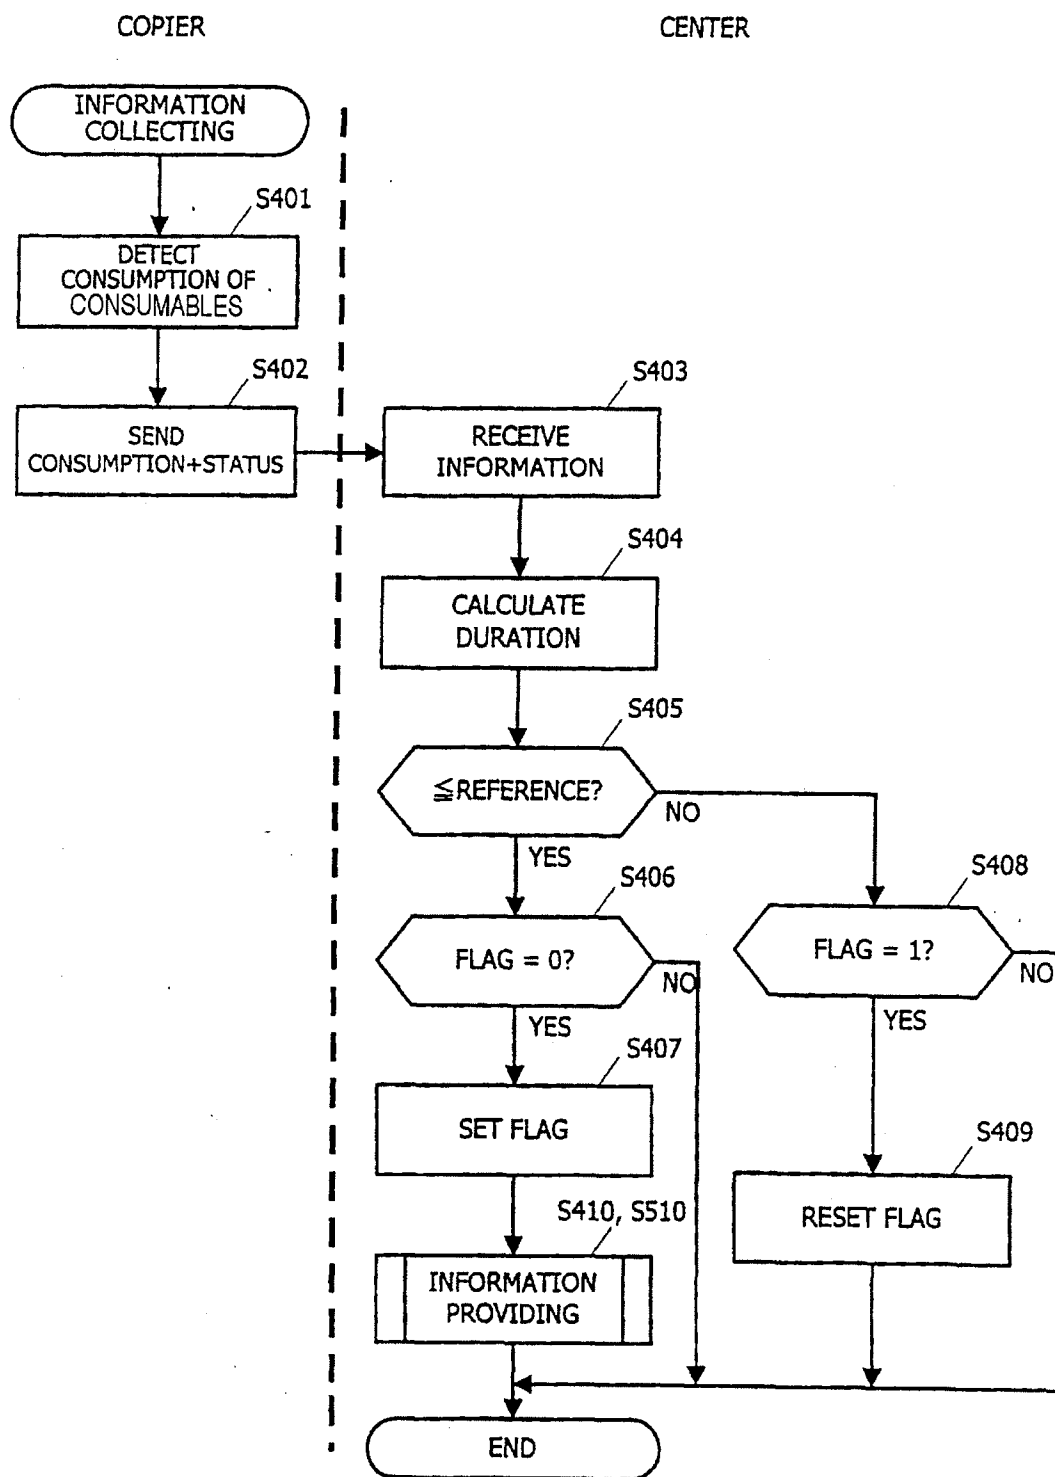 COPIER
CENTER
INFORMATION
COLLECTING
S401
DETECT
CONSUMPTION OF
CONSUMABLES
S402
SEND
CONSUMPTION+STATUS
S403
RECEIVE
INFORMATION
S404
CALCULATE
DURATION
S405
≦REFERENCE?
NO
YES
S406
FLAG = 0?
NO
YES
S408
FLAG = 1?
NO
YES
S407
SET FLAG
S409
RESET FLAG
S410, S510
INFORMATION
PROVIDING
END